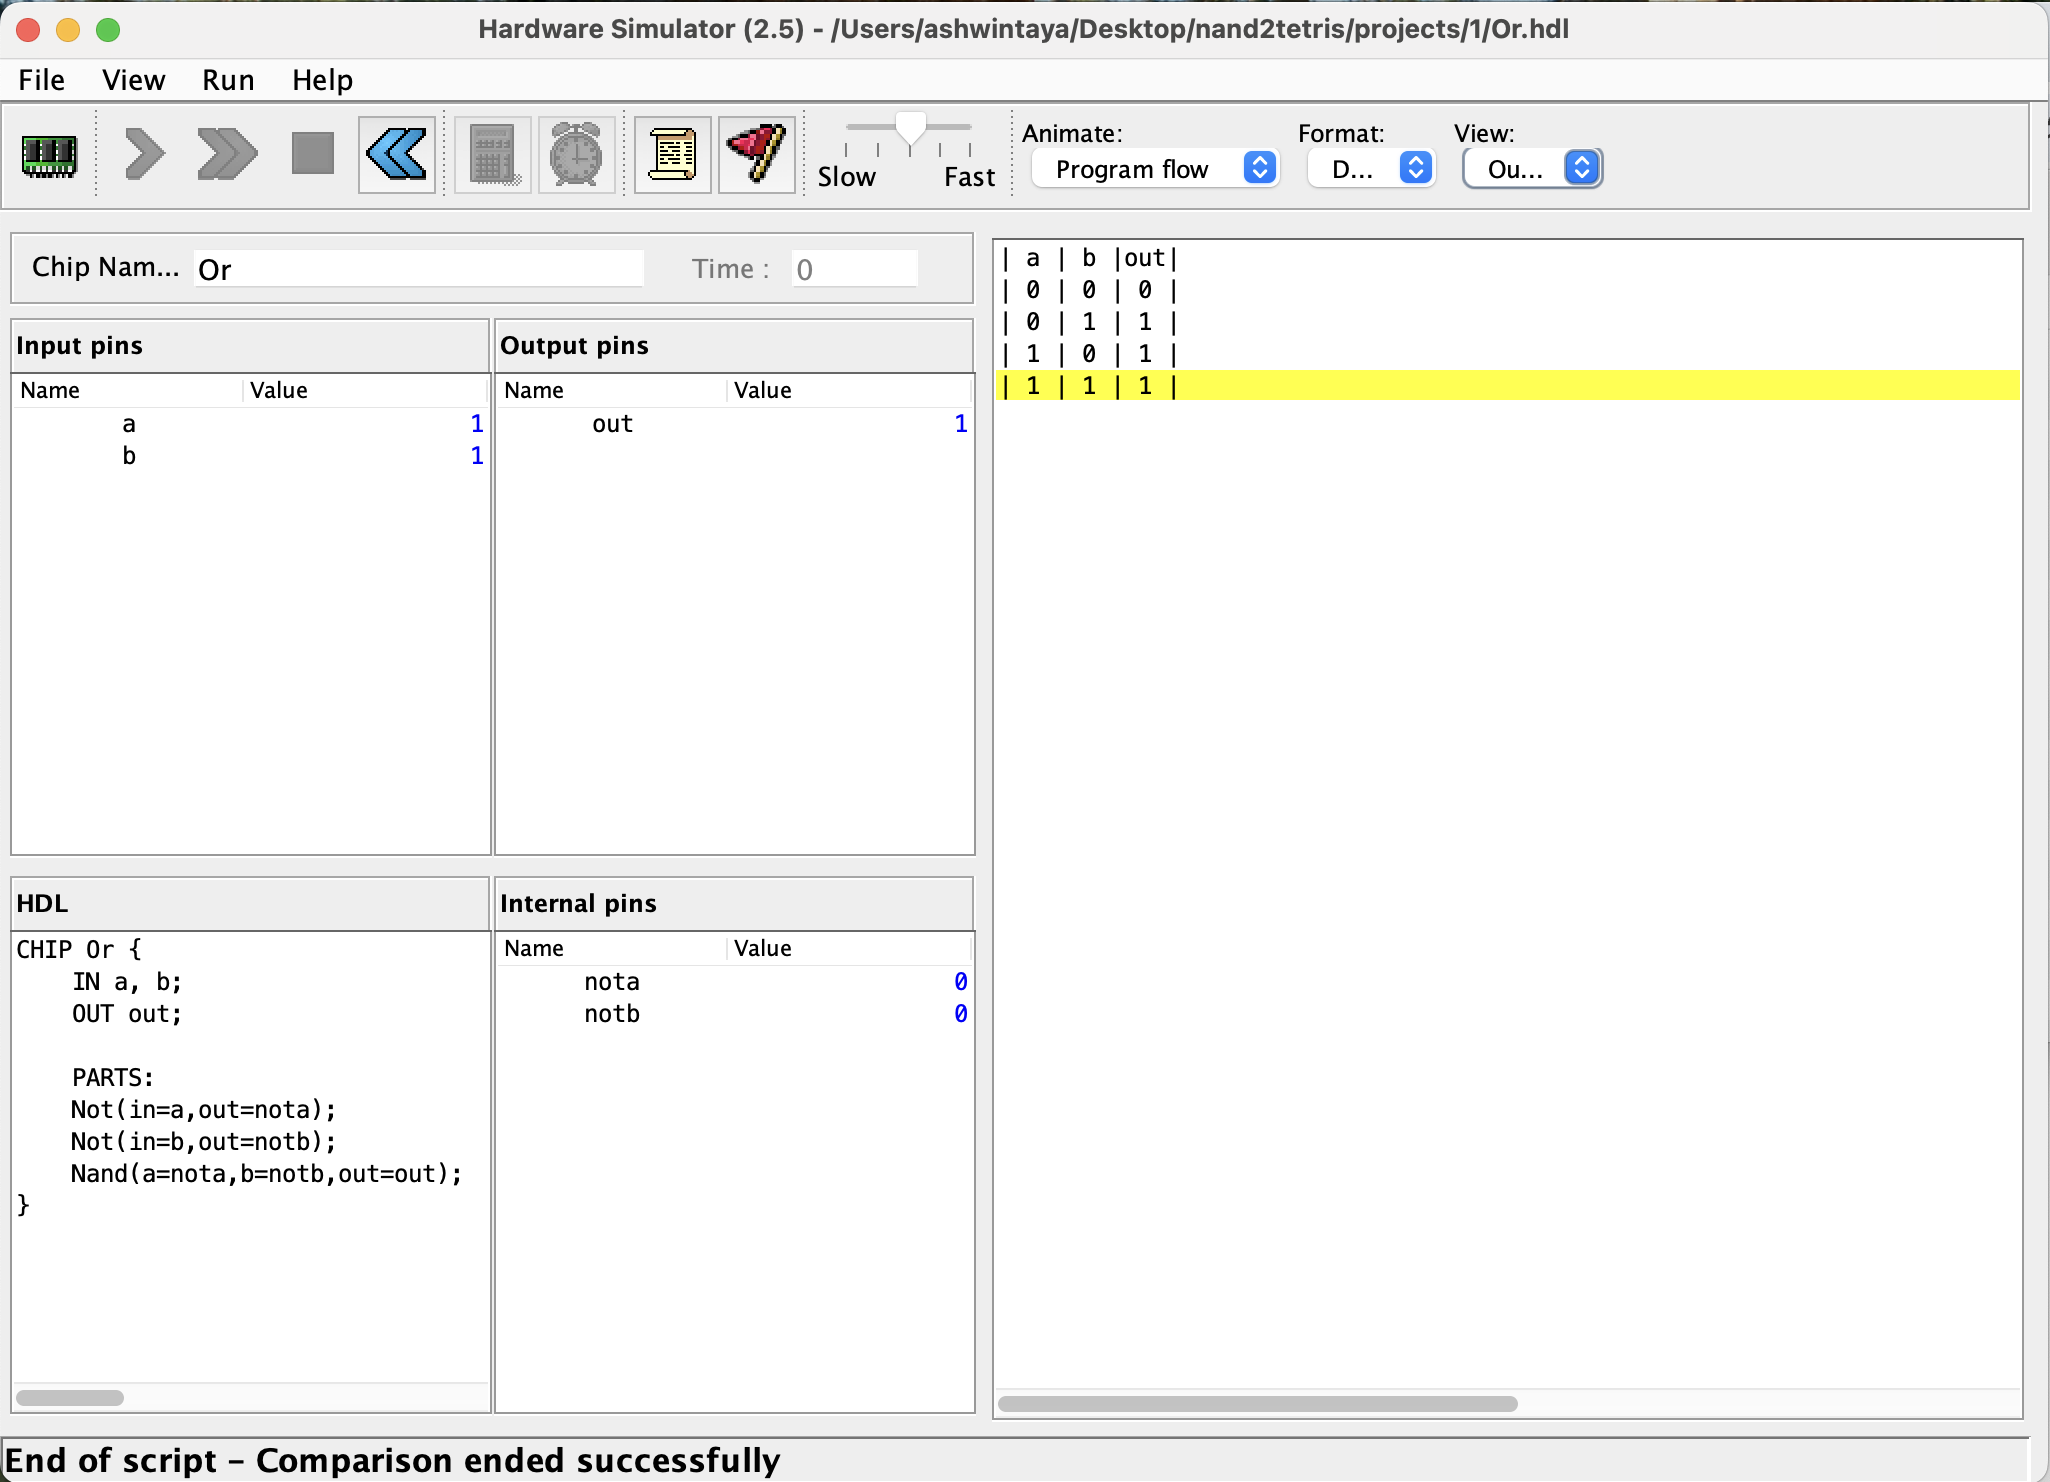 Hardware Simulator (2.5) - /Users/ashwintaya/Desktop/nand2tetris/projects/1/Or.hdl
File View Run Help
Animate: Format: View:
Slow Fast Program flow D... Ou...
Chip Nam... Or Time : 0
Input pins
Name Value
a 1
b 1
Output pins
Name Value
out 1
HDL
CHIP Or {
    IN a, b;
    OUT out;

    PARTS:
    Not(in=a,out=nota);
    Not(in=b,out=notb);
    Nand(a=nota,b=notb,out=out);
}
Internal pins
Name Value
nota 0
notb 0
| a | b |out|
| 0 | 0 | 0 |
| 0 | 1 | 1 |
| 1 | 0 | 1 |
| 1 | 1 | 1 |
End of script - Comparison ended successfully